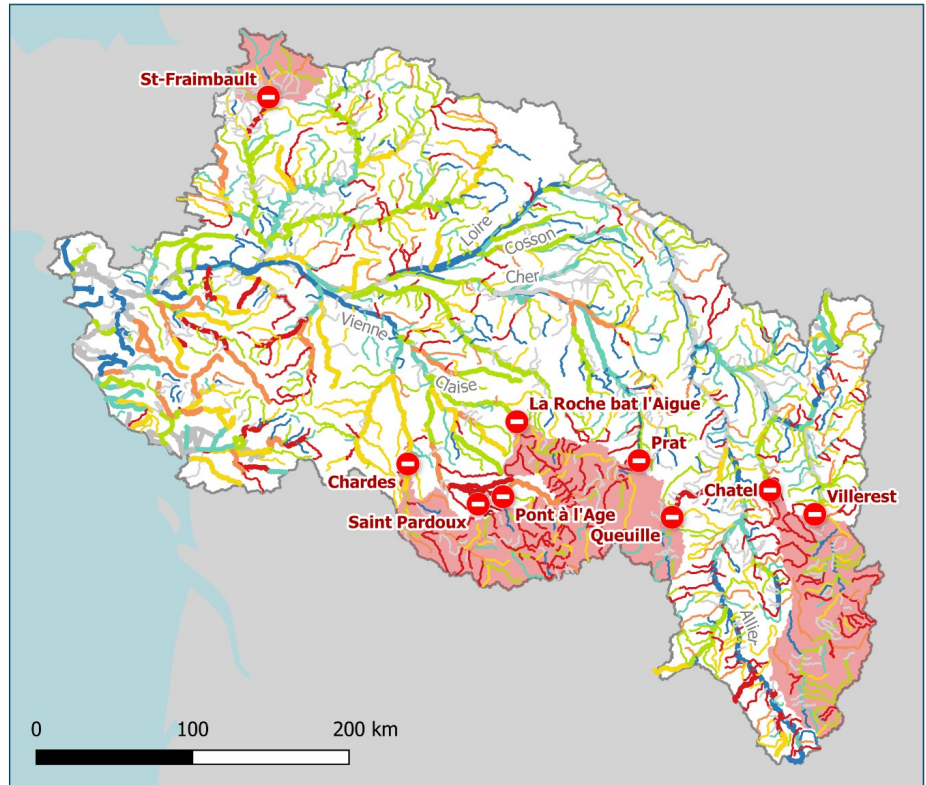 St-Fraimbault
Loire
Cosson
Cher
Vienne
Claise
La Roche bat l'Aigue
Prat
Chardes
Chatel
Villerest
Saint Pardoux
Pont à l'Age
Queuille
Allier
0 100 200 km